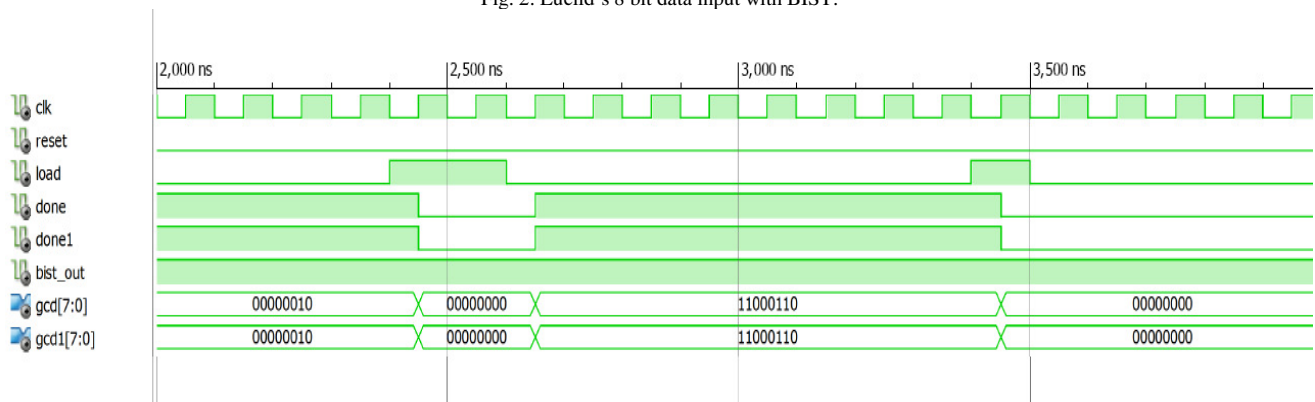 Fig. 2. Euclid's 8 bit data input with BIST.
2,000 ns 2,500 ns 3,000 ns 3,500 ns
clk
reset
load
done
done1
bist_out
gcd[7:0] 00000010 00000000 11000110 00000000
gcd1[7:0] 00000010 00000000 11000110 00000000